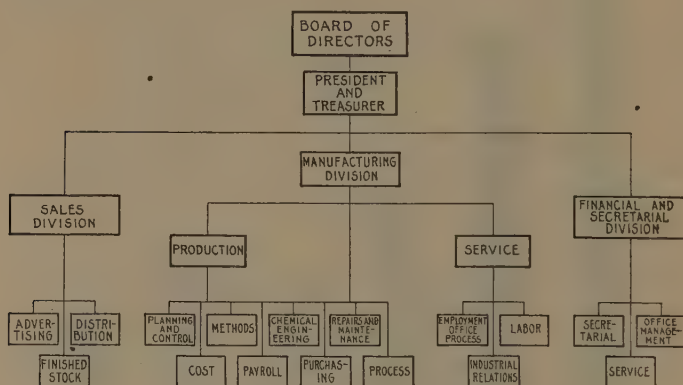 BOARD OF
DIRECTORS
PRESIDENT
AND
TREASURER
MANUFACTURING
DIVISION
SALES
DIVISION
FINANCIAL AND
SECRETARIAL
DIVISION
PRODUCTION
SERVICE
ADVER-
TISING
DISTRI-
BUTION
PLANNING
AND
CONTROL
METHODS
CHEMICAL
ENGIN-
EERING
REPAIRS AND
MAINTE-
NANCE
EMPLOYMENT
OFFICE
PROCESS
LABOR
SECRE-
TARIAL
OFFICE
MANAGE-
MENT
FINISHED
STOCK
COST
PAYROLL
PURCHAS-
ING
PROCESS
INDUSTRIAL
RELATIONS
SERVICE